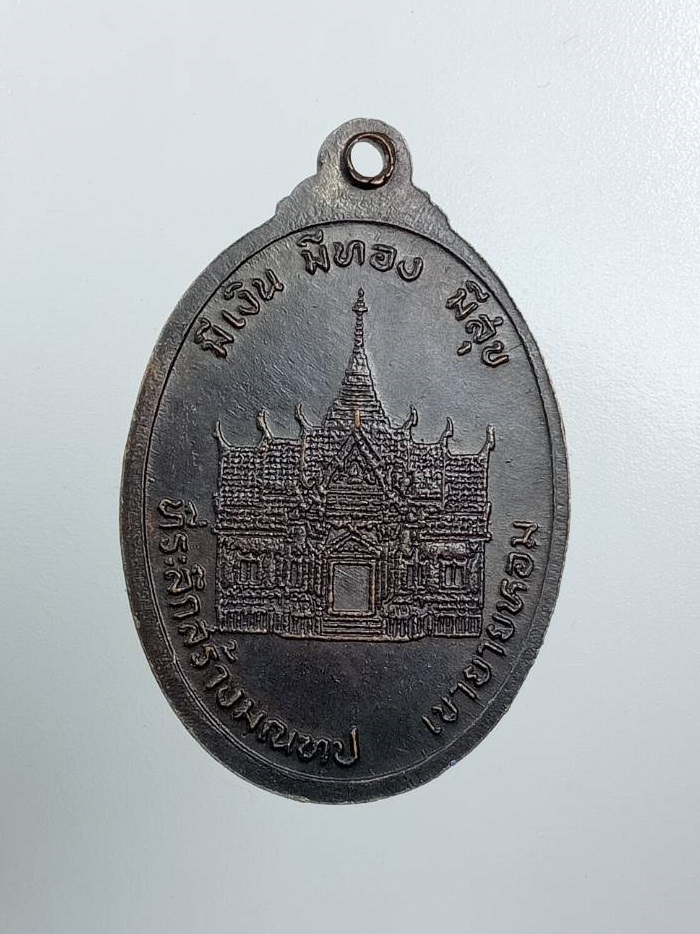 มีเงิน มีทอง มีสุข
ที่ระลึกสร้างมณฑป เขายายหอม